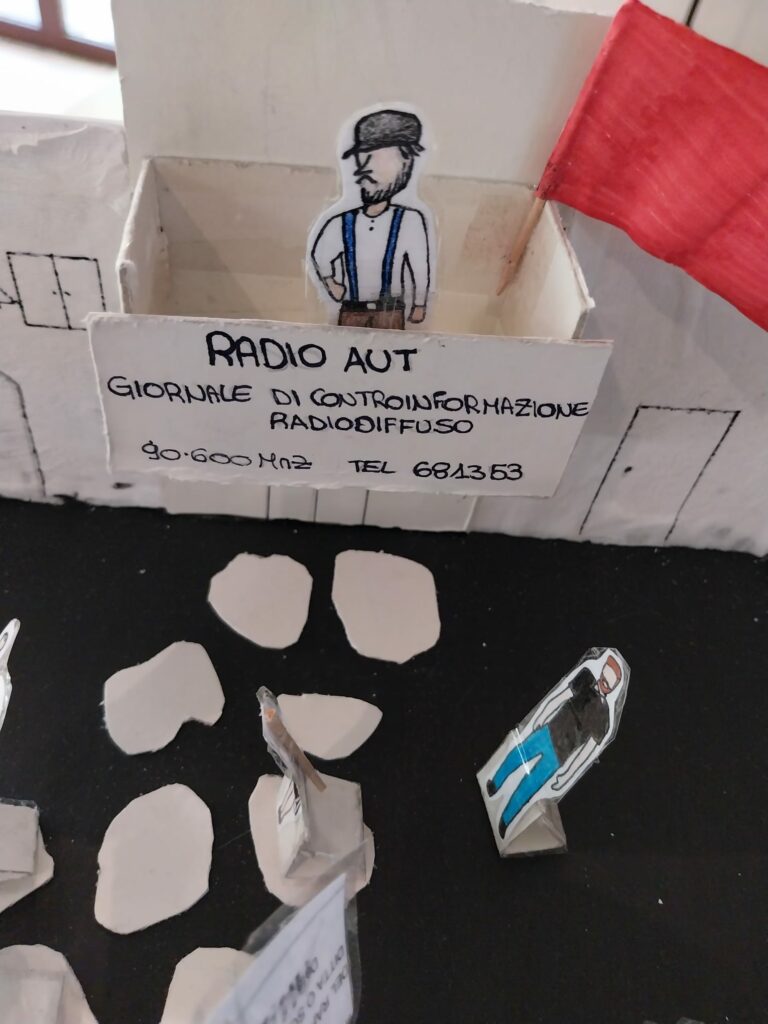 RADIO AUT
GIORNALE DI CONTROINFORMAZIONE
RADIODIFFUSO
90.600 MHZ TEL 681353